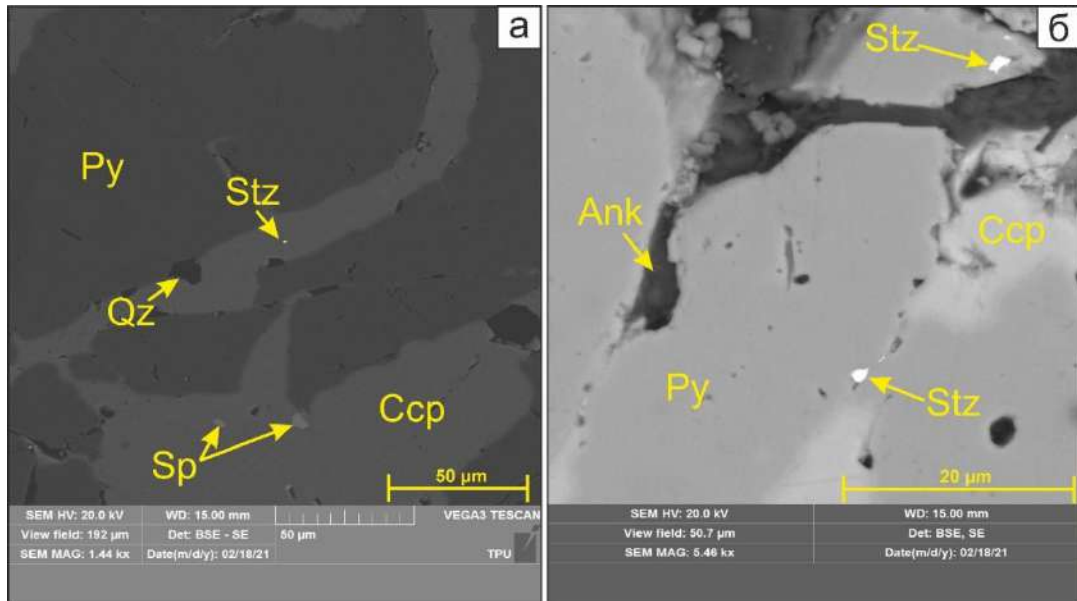 а
Py
Stz
Qz
Ccp
Sp
50 µm
SEM HV: 20.0 kV
WD: 15.00 mm
VEGA3 TESCAN
View field: 192 µm
Det: BSE - SE
50 µm
SEM MAG: 1.44 kx
Date(m/d/y): 02/18/21
TPU
б
Stz
Ank
Ccp
Py
Stz
20 µm
SEM HV: 20.0 kV
WD: 15.00 mm
View field: 50.7 µm
Det: BSE, SE
SEM MAG: 5.46 kx
Date(m/d/y): 02/18/21